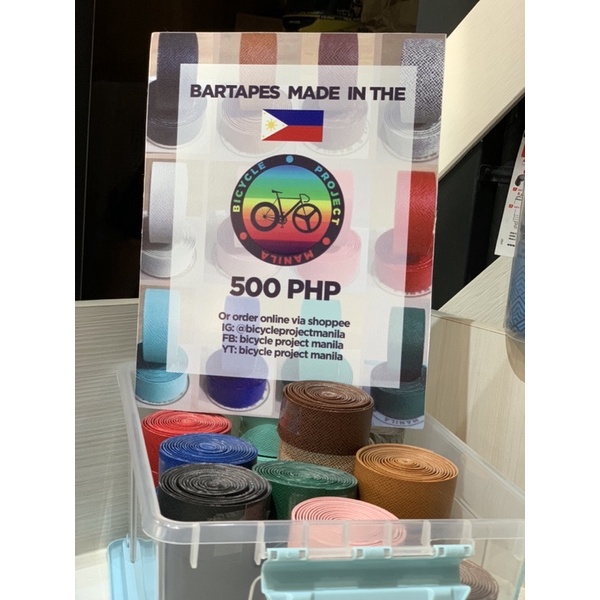 BARTAPES MADE IN THE
BICYCLE PROJECT
MANILA
500 PHP
Or order online via shoppee
IG: @bicycleprojectmanila
FB: bicycle project manila
YT: bicycle project manila